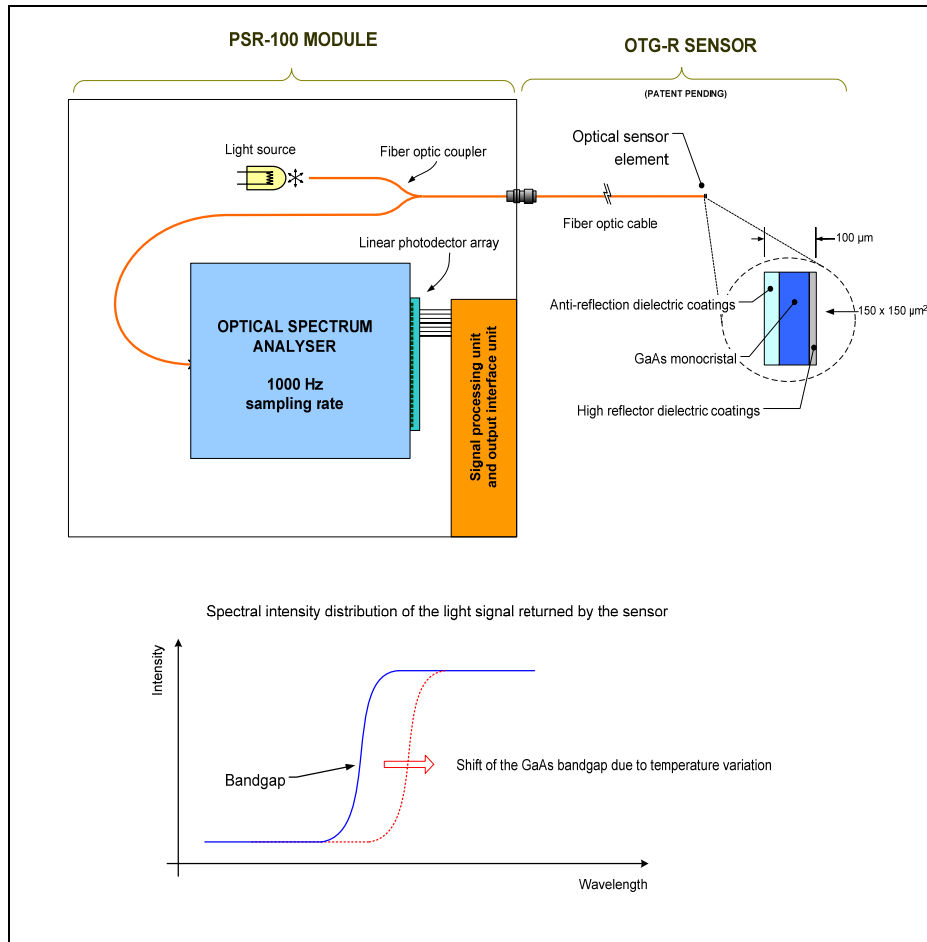 PSR-100 MODULE
OTG-R SENSOR
(PATENT PENDING)
Light source
Fiber optic coupler
Optical sensor
element
Fiber optic cable
Linear photodector array
100 µm
Anti-reflection dielectric coatings
150 x 150 µm²
GaAs monocristal
High reflector dielectric coatings
OPTICAL SPECTRUM
ANALYSER
1000 Hz
sampling rate
Signal processing unit
and output interface unit
Spectral intensity distribution of the light signal returned by the sensor
Intensity
Bandgap
Shift of the GaAs bandgap due to temperature variation
Wavelength